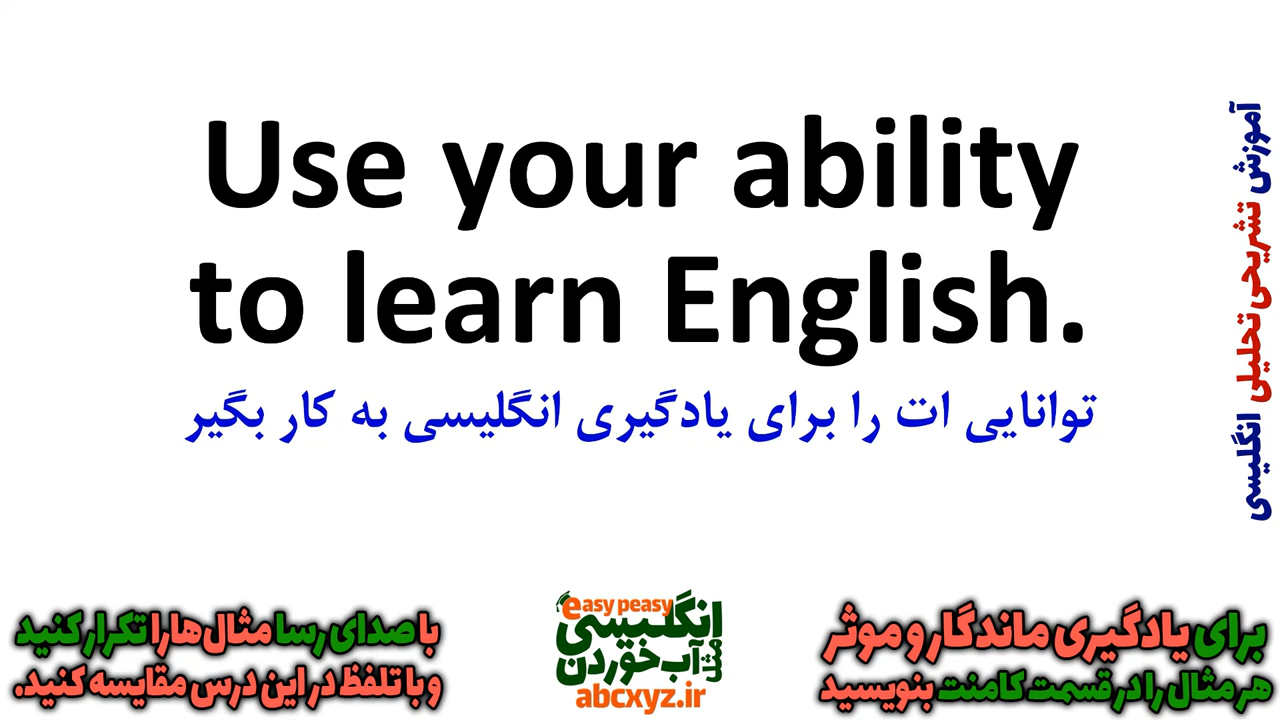 Use your ability
to learn English.
توانایی ات را برای یادگیری انگلیسی به کار بگیر
آموزش تشریحی تحلیلی انگلیسی
با صدای رسا مثال‌ها را تکرار کنید
و با تلفظ در این درس مقایسه کنید.
easy peasy
انگلیسی
مثل آب خوردن
abcxyz.ir
برای یادگیری ماندگار و موثر
هر مثال را در قسمت کامنت بنویسید